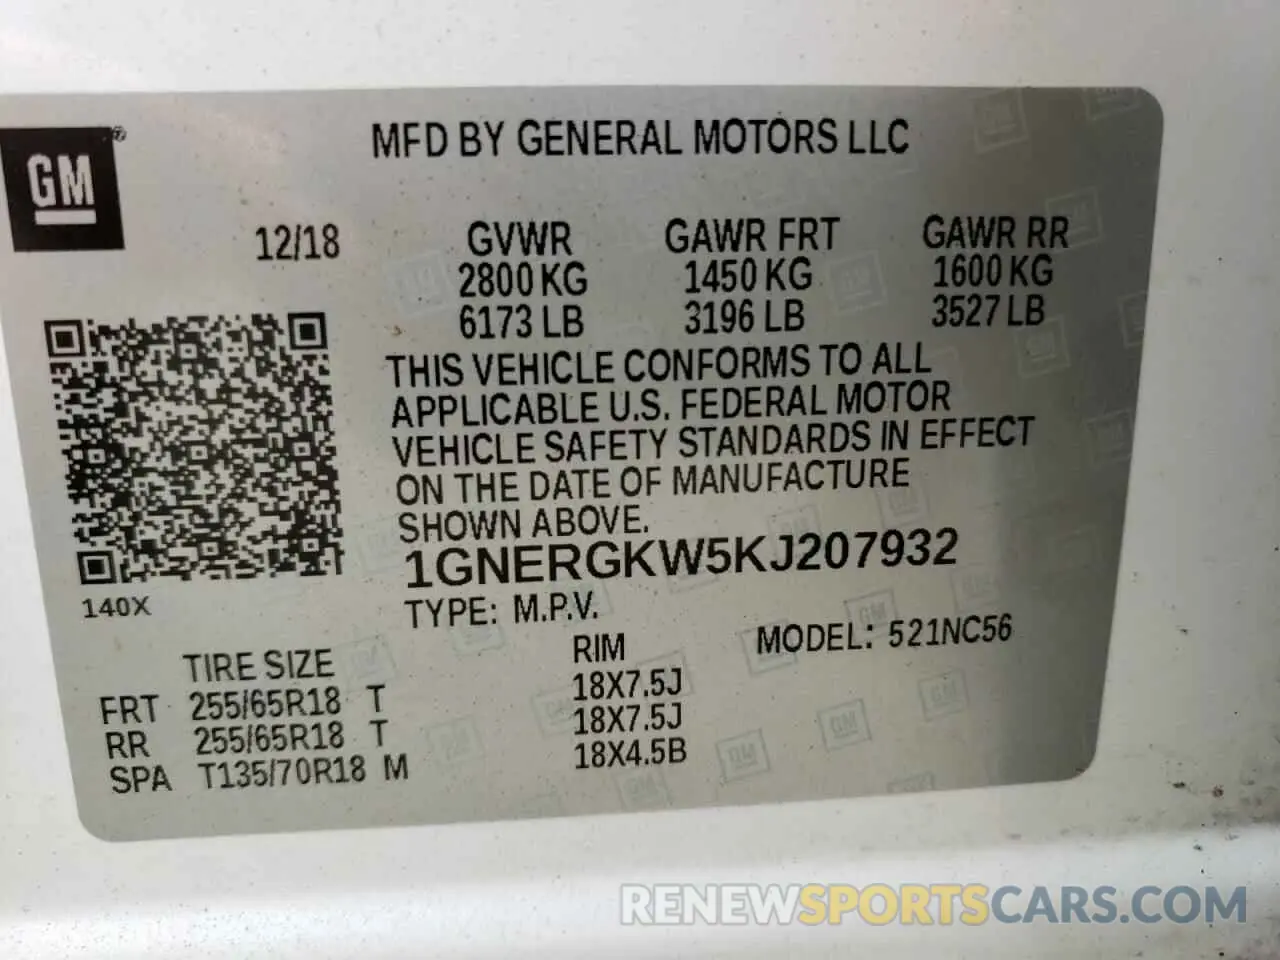 MFD BY GENERAL MOTORS LLC
GM
®
12/18
GVWR GAWR FRT GAWR RR
2800 KG 1450 KG 1600 KG
6173 LB 3196 LB 3527 LB
THIS VEHICLE CONFORMS TO ALL
APPLICABLE U.S. FEDERAL MOTOR
VEHICLE SAFETY STANDARDS IN EFFECT
ON THE DATE OF MANUFACTURE
SHOWN ABOVE.
1GNERGKW5KJ207932
140X
TYPE: M.P.V.
MODEL: 521NC56
TIRE SIZE RIM
FRT 255/65R18 T 18X7.5J
RR 255/65R18 T 18X7.5J
SPA T135/70R18 M 18X4.5B
RENEWSPORTSCARS.COM